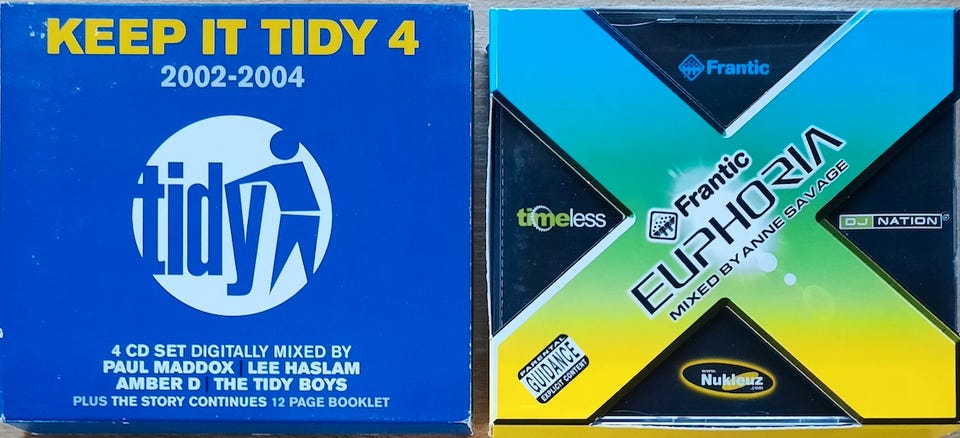 KEEP IT TIDY 4
2002-2004
tidy
4 CD SET DIGITALLY MIXED BY
PAUL MADDOX | LEE HASLAM
AMBER D | THE TIDY BOYS
PLUS THE STORY CONTINUES 12 PAGE BOOKLET
Frantic
Frantic
EUPHORIA
MIXED BY ANNE SAVAGE
timeless
DJ NATION
PARENTAL
GUIDANCE
EXPLICIT CONTENT
www.
Nukleuz
.com